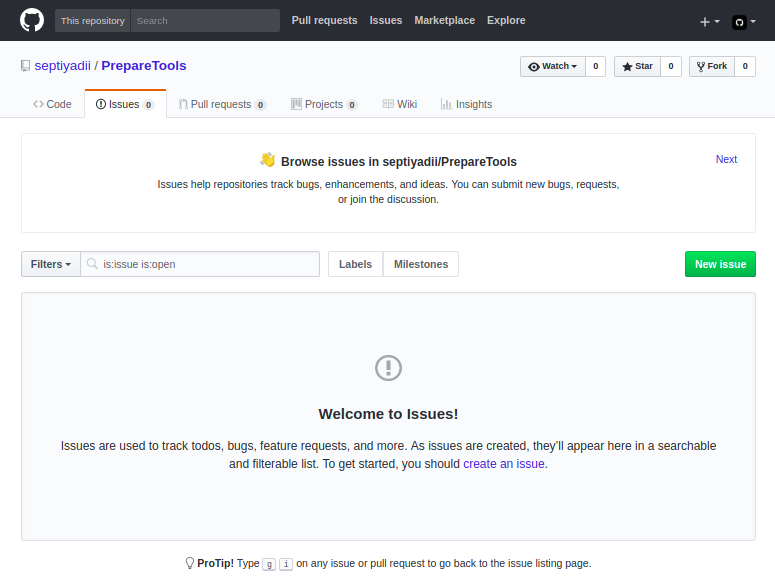 This repository Search Pull requests Issues Marketplace Explore
septiyadii / PrepareTools Watch 0 Star 0 Fork 0
Code Issues 0 Pull requests 0 Projects 0 Wiki Insights
Browse issues in septiyadii/PrepareTools Next
Issues help repositories track bugs, enhancements, and ideas. You can submit new bugs, requests,
or join the discussion.
Filters is:issue is:open Labels Milestones New issue
Welcome to Issues!
Issues are used to track todos, bugs, feature requests, and more. As issues are created, they’ll appear here in a searchable
and filterable list. To get started, you should create an issue.
ProTip! Type g i on any issue or pull request to go back to the issue listing page.